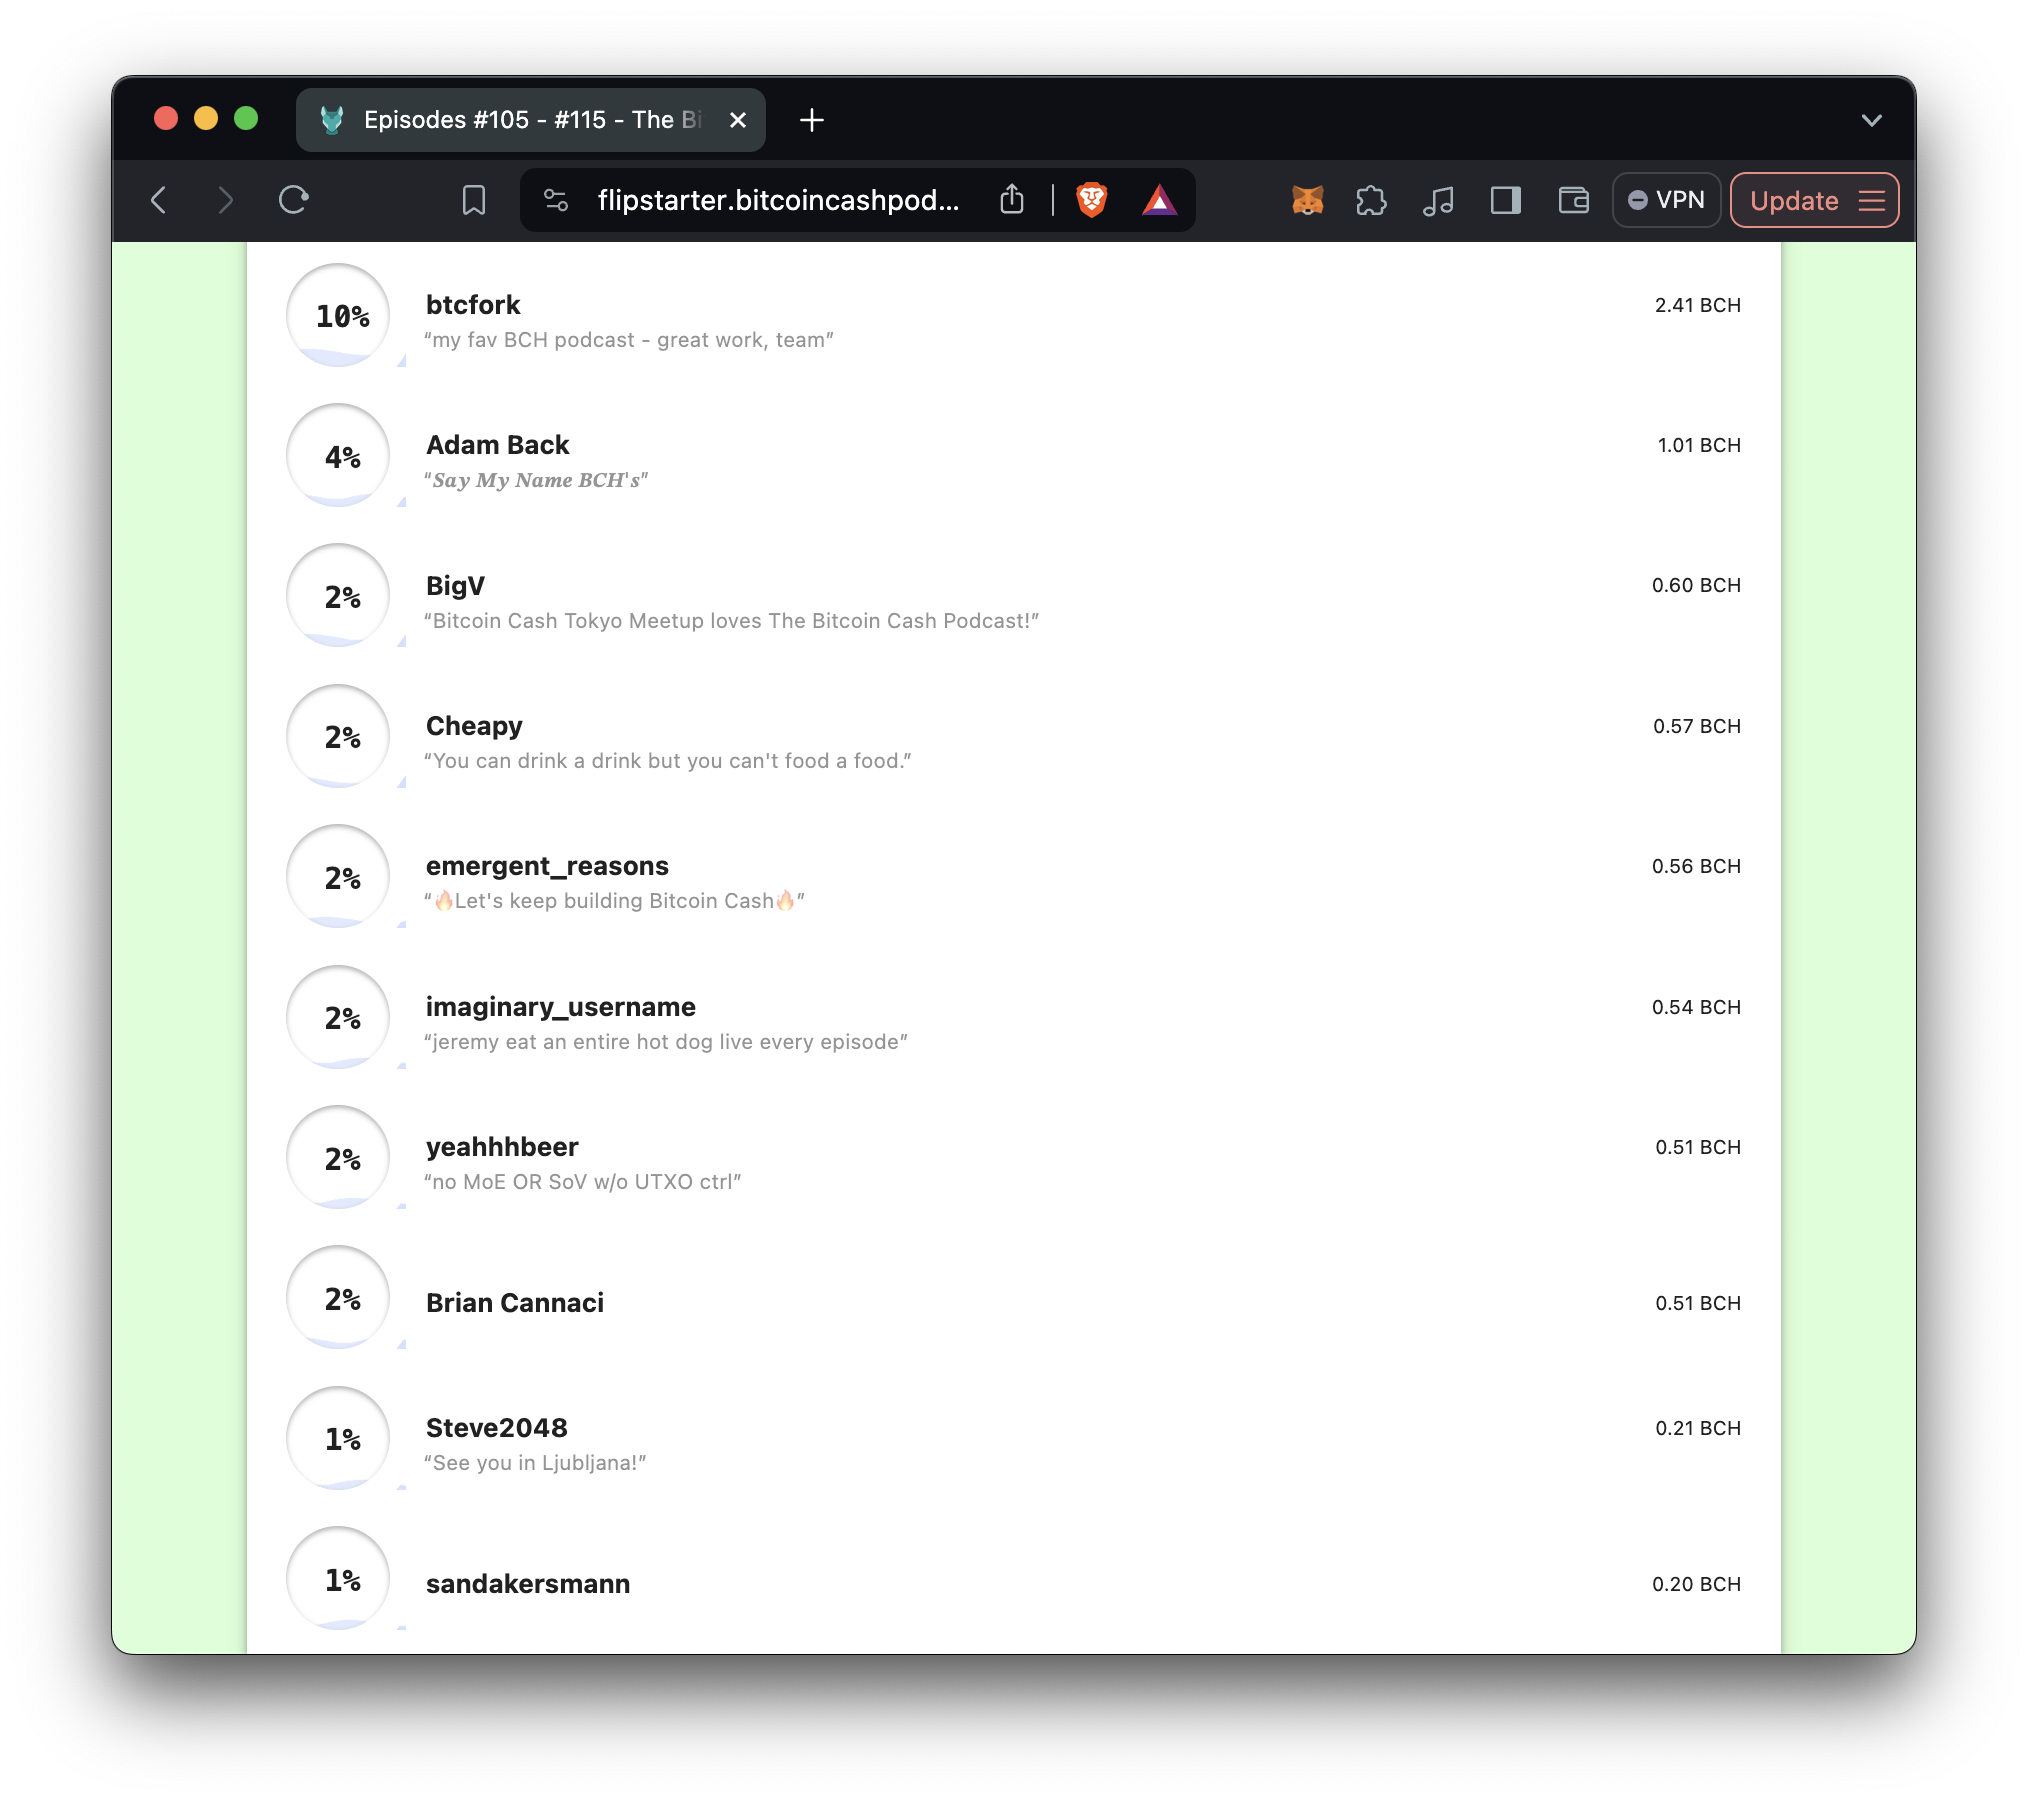 Episodes #105 - #115 - The Bi
flipstarter.bitcoincashpod...
VPN
Update
10%
btcfork
2.41 BCH
“my fav BCH podcast - great work, team”
4%
Adam Back
1.01 BCH
“𝑺𝒂𝒚 𝑴𝒚 𝑵𝒂𝒎𝒆 𝑩𝑪𝑯'𝒔”
2%
BigV
0.60 BCH
“Bitcoin Cash Tokyo Meetup loves The Bitcoin Cash Podcast!”
2%
Cheapy
0.57 BCH
“You can drink a drink but you can't food a food.”
2%
emergent_reasons
0.56 BCH
“🔥Let's keep building Bitcoin Cash🔥”
2%
imaginary_username
0.54 BCH
“jeremy eat an entire hot dog live every episode”
2%
yeahhhbeer
0.51 BCH
“no MoE OR SoV w/o UTXO ctrl”
2%
Brian Cannaci
0.51 BCH
1%
Steve2048
0.21 BCH
“See you in Ljubljana!”
1%
sandakersmann
0.20 BCH